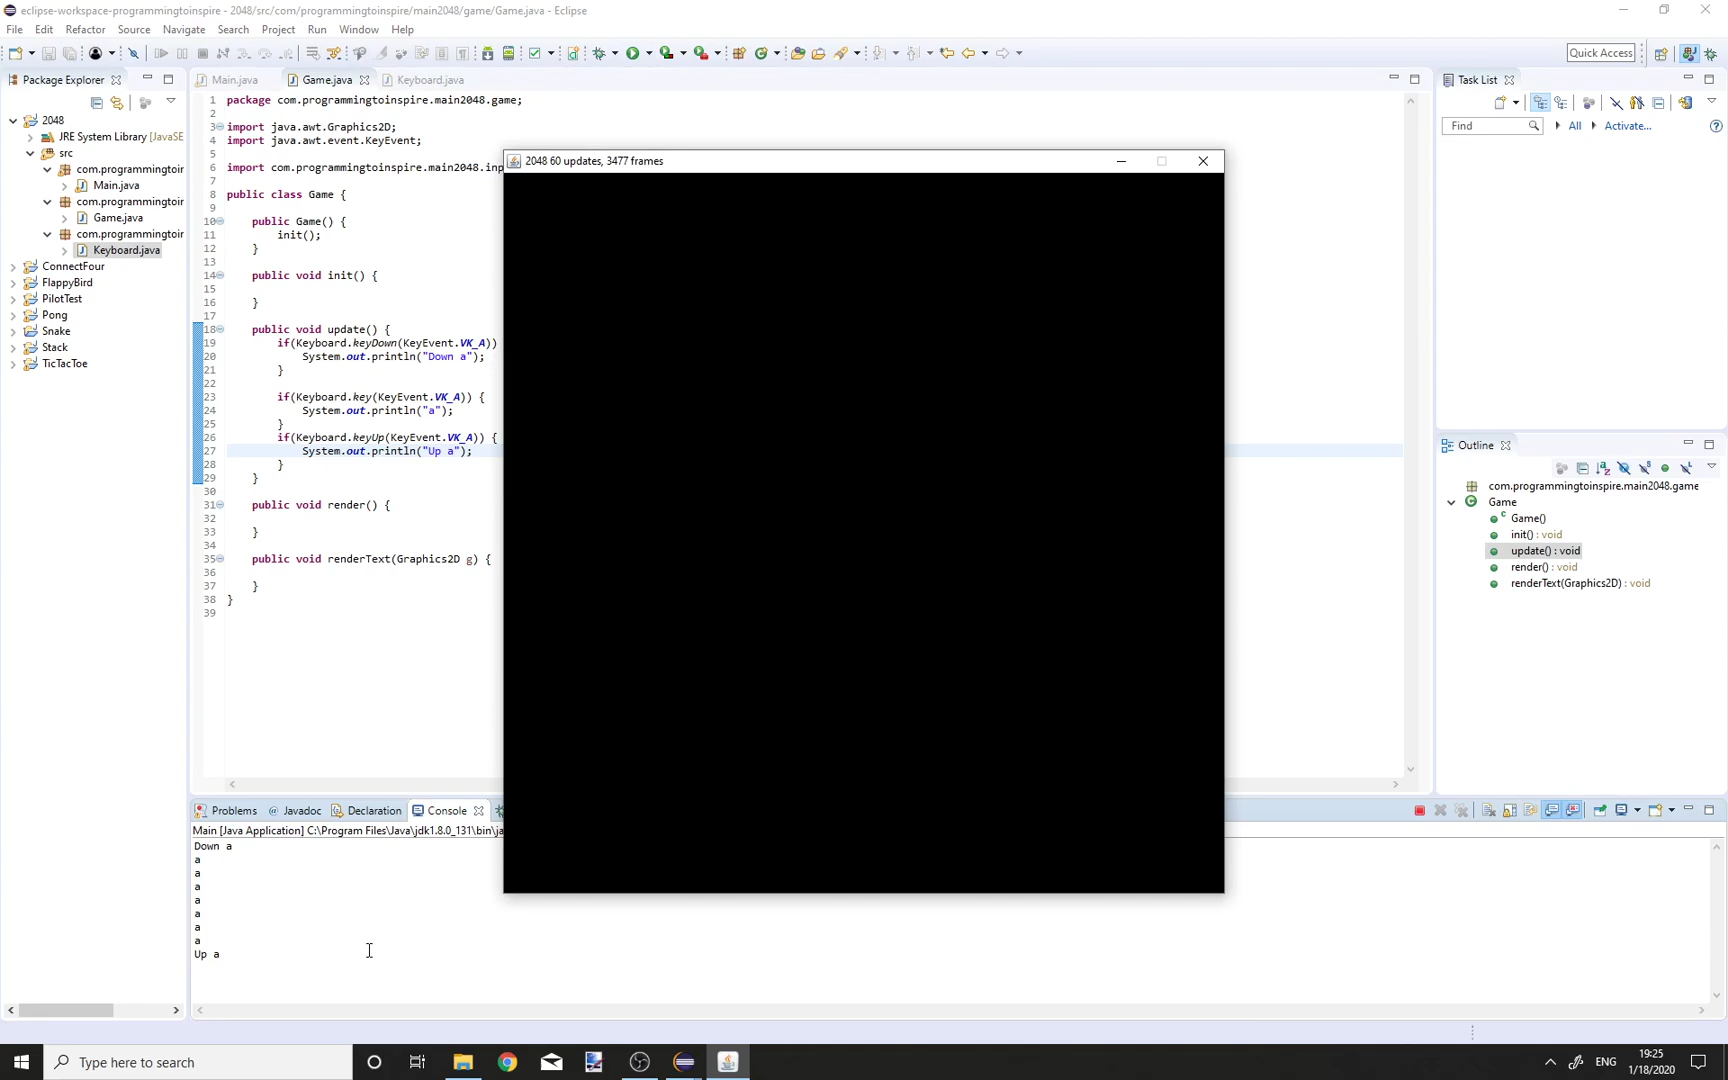 eclipse-workspace-programmingtoinspire - 2048/src/com/programmingtoinspire/main2048/game/Game.java - Eclipse
File Edit Refactor Source Navigate Search Project Run Window Help
Quick Access
Package Explorer
2048
JRE System Library [JavaSE
src
com.programmingtoir
Main.java
com.programmingtoir
Game.java
com.programmingtoir
Keyboard.java
ConnectFour
FlappyBird
PilotTest
Pong
Snake
Stack
TicTacToe
Main.java Game.java Keyboard.java
1 package com.programmingtoinspire.main2048.game;
2
3 import java.awt.Graphics2D;
4 import java.awt.event.KeyEvent;
5
6 import com.programmingtoinspire.main2048.inp
7
8 public class Game {
9
10 public Game() {
11 init();
12 }
13
14 public void init() {
15
16 }
17
18 public void update() {
19 if(Keyboard.keyDown(KeyEvent.VK_A))
20 System.out.println("Down a");
21 }
22
23 if(Keyboard.key(KeyEvent.VK_A)) {
24 System.out.println("a");
25 }
26 if(Keyboard.keyUp(KeyEvent.VK_A)) {
27 System.out.println("Up a");
28 }
29 }
30
31 public void render() {
32
33 }
34
35 public void renderText(Graphics2D g) {
36
37 }
38 }
39
2048 60 updates, 3477 frames
Task List
Find All Activate...
Outline
com.programmingtoinspire.main2048.game
Game
Game()
init() : void
update() : void
render() : void
renderText(Graphics2D) : void
Problems @ Javadoc Declaration Console
Main [Java Application] C:\Program Files\Java\jdk1.8.0_131\bin\ja
Down a
a
a
a
a
a
a
a
Up a
Type here to search
ENG
19:25
1/18/2020